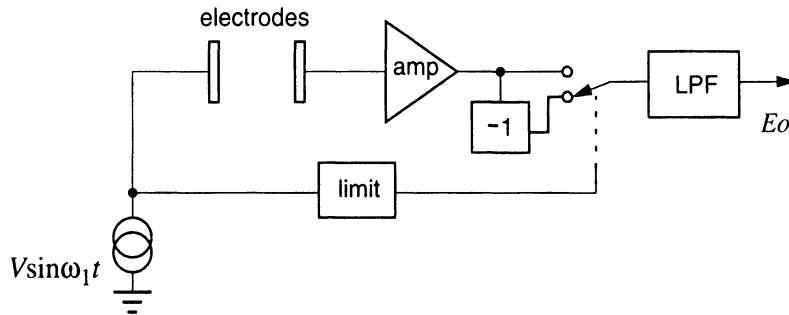 electrodes
amp
LPF
-1
Eo
limit
Vsinω₁t